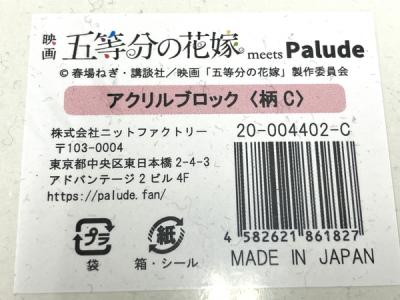 映画 五等分の花嫁 meets Palude
© 春場ねぎ・講談社／映画「五等分の花嫁」製作委員会
アクリルブロック〈柄C〉
株式会社ニットファクトリー
〒103-0004
東京都中央区東日本橋2-4-3
アドバンテージ2ビル4F
https://palude.fan/
20-004402-C
4 582621 861827
プラ
袋
紙
箱・シール
MADE IN JAPAN